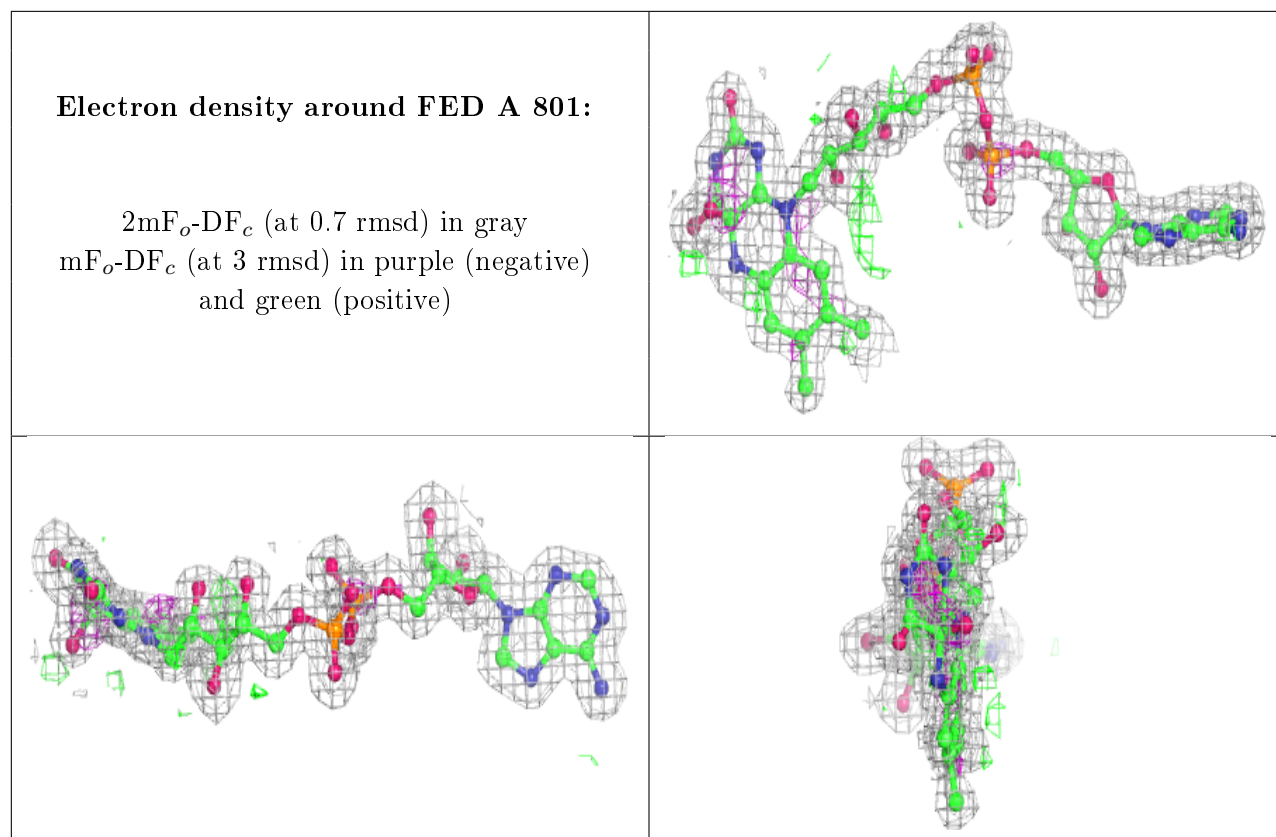 Electron density around FED A 801:
2mFo-DFc (at 0.7 rmsd) in gray
mFo-DFc (at 3 rmsd) in purple (negative)
and green (positive)